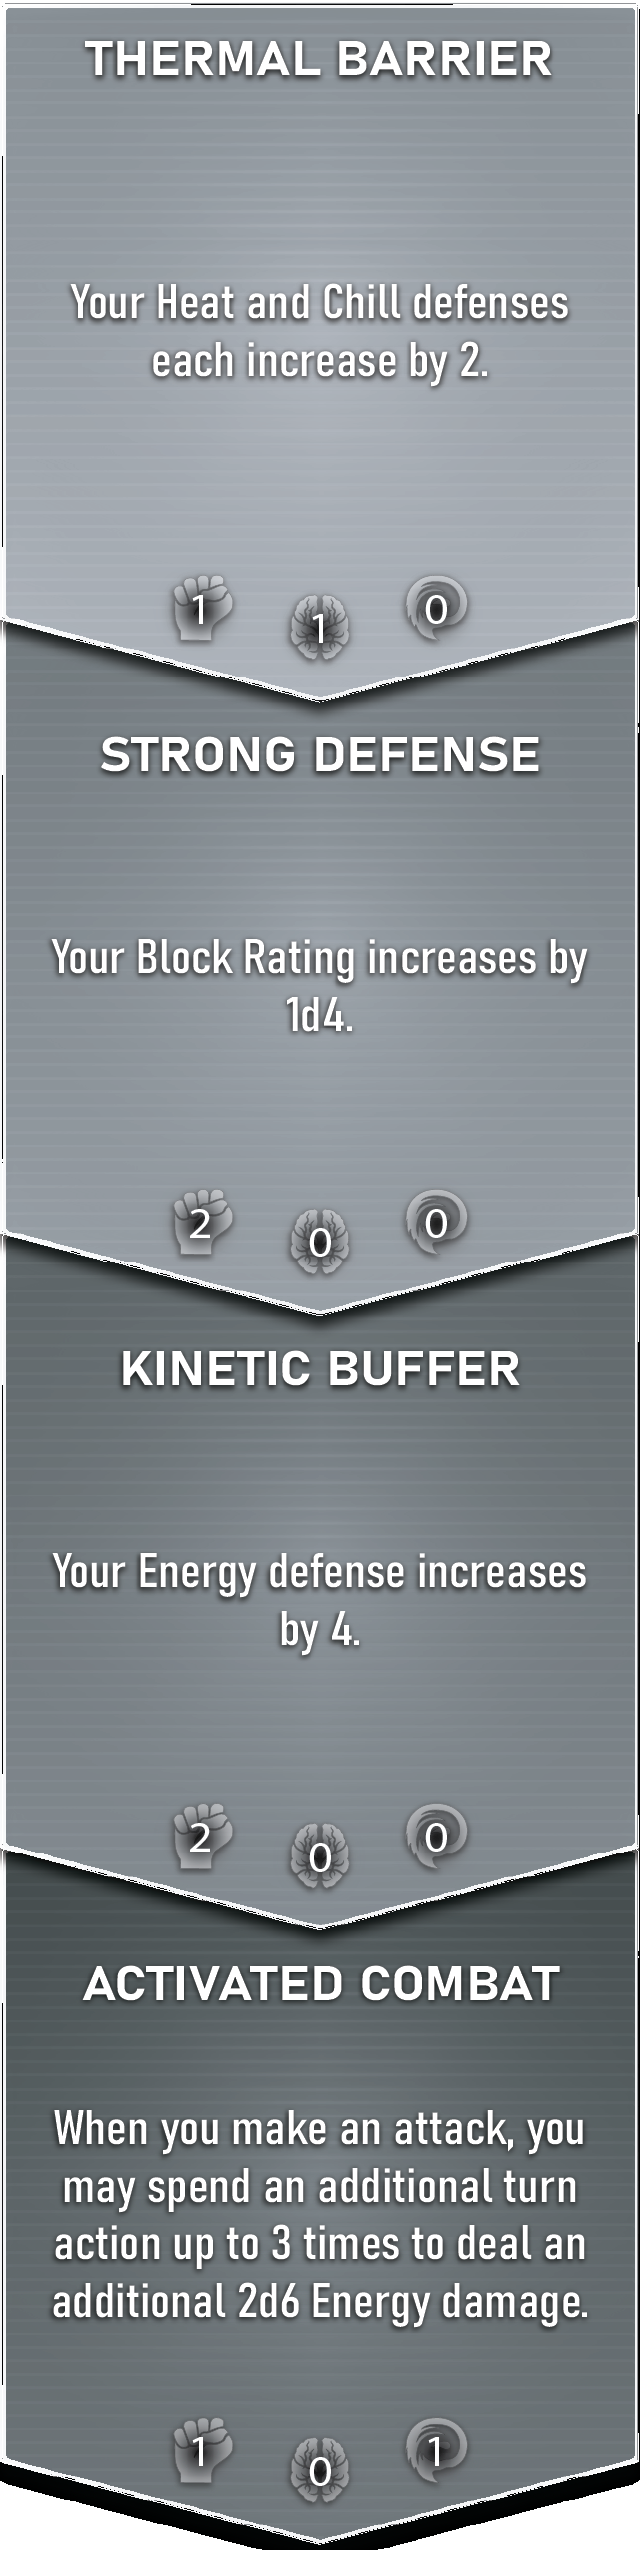 THERMAL BARRIER
Your Heat and Chill defenses
each increase by 2.
1 1 0
STRONG DEFENSE
Your Block Rating increases by
1d4.
2 0 0
KINETIC BUFFER
Your Energy defense increases
by 4.
2 0 0
ACTIVATED COMBAT
When you make an attack, you
may spend an additional turn
action up to 3 times to deal an
additional 2d6 Energy damage.
1 0 1